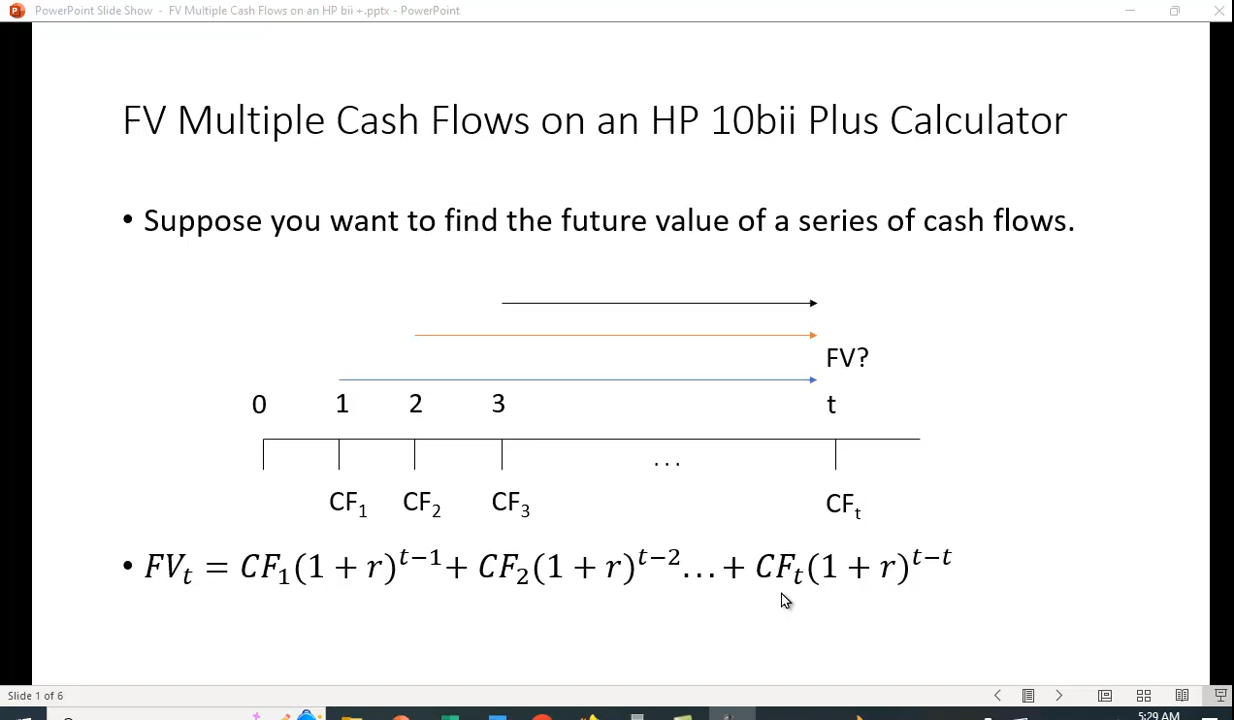 PowerPoint Slide Show - FV Multiple Cash Flows on an HP bii +.pptx - PowerPoint
FV Multiple Cash Flows on an HP 10bii Plus Calculator
• Suppose you want to find the future value of a series of cash flows.
FV?
0 1 2 3 t
. . .
CF₁ CF₂ CF₃ CFₜ
• 𝐹𝑉ₜ = 𝐶𝐹₁(1 + 𝑟)^{t−1} + 𝐶𝐹₂(1 + 𝑟)^{t−2} … + 𝐶𝐹ₜ(1 + 𝑟)^{t−t}
Slide 1 of 6
5:29 AM